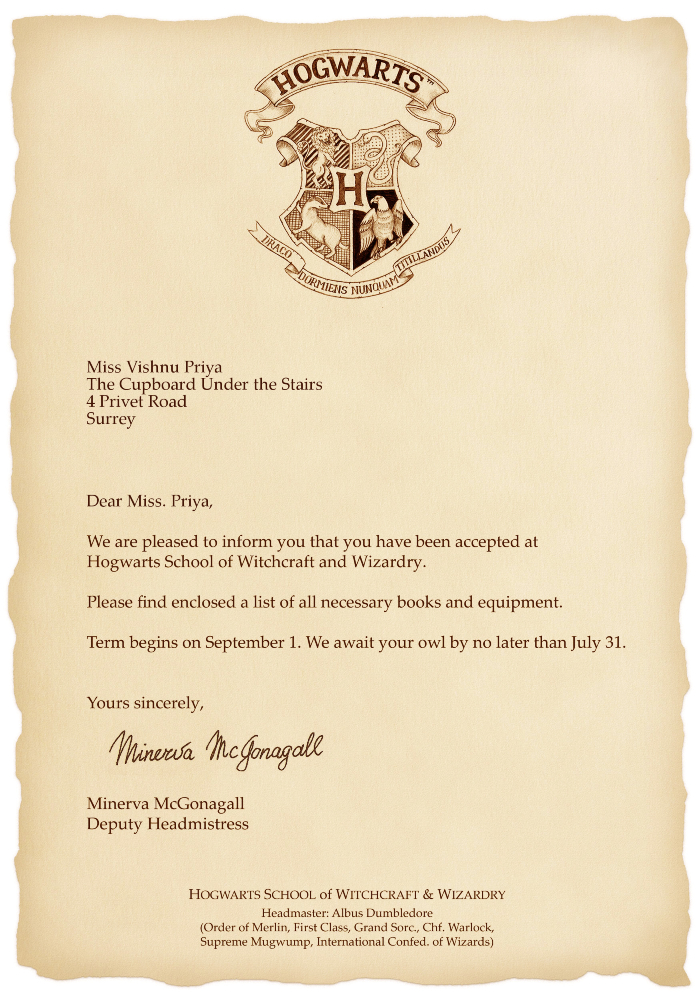 HOGWARTS™
H
DRACO DORMIENS NUNQUAM TITILLANDUS
Miss Vishnu Priya
The Cupboard Under the Stairs
4 Privet Road
Surrey
Dear Miss. Priya,
We are pleased to inform you that you have been accepted at
Hogwarts School of Witchcraft and Wizardry.
Please find enclosed a list of all necessary books and equipment.
Term begins on September 1. We await your owl by no later than July 31.
Yours sincerely,
Minerva McGonagall
Minerva McGonagall
Deputy Headmistress
HOGWARTS SCHOOL of WITCHCRAFT & WIZARDRY
Headmaster: Albus Dumbledore
(Order of Merlin, First Class, Grand Sorc., Chf. Warlock,
Supreme Mugwump, International Confed. of Wizards)